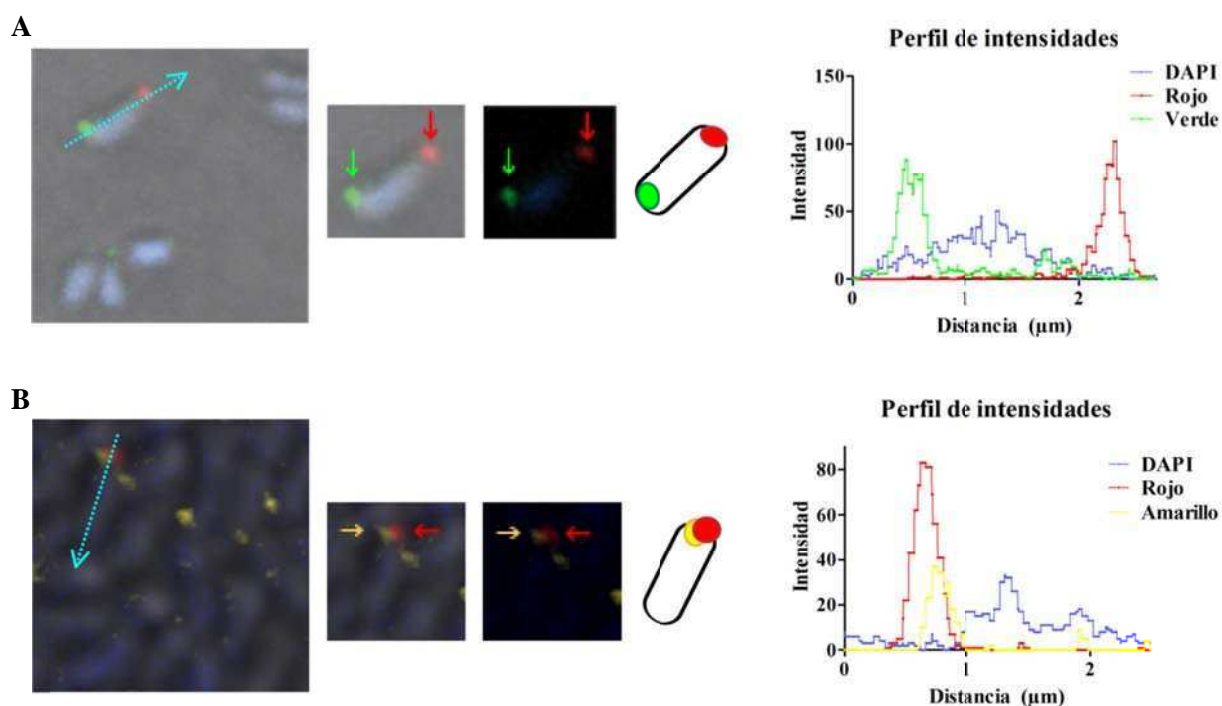 A
Perfil de intensidades
DAPI
Rojo
Verde
150
100
50
0
Intensidad
0
1
2
Distancia (µm)
B
Perfil de intensidades
DAPI
Rojo
Amarillo
80
60
40
20
0
Intensidad
0
1
2
Distancia (µm)